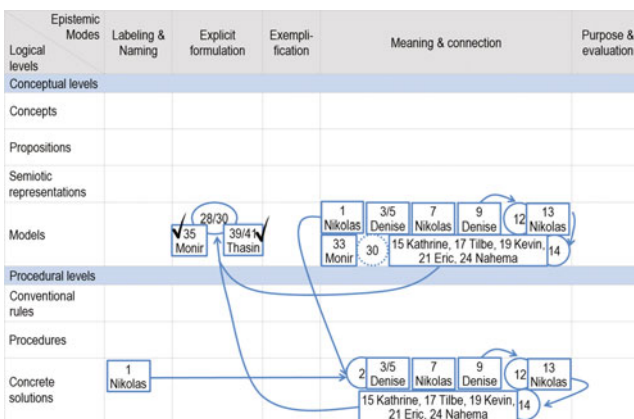 Epistemic
Modes
Logical
levels
Labeling &
Naming
Explicit
formulation
Exempli-
fication
Meaning & connection
Purpose &
evaluation
Conceptual levels
Concepts
Propositions
Semiotic
representations
Models
28/30
35
Monir
39/41
Thasin
1
Nikolas
3/5
Denise
7
Nikolas
9
Denise
12
13
Nikolas
33
Monir
30
15 Kathrine, 17 Tilbe, 19 Kevin,
21 Eric, 24 Nahema
14
Procedural levels
Conventional
rules
Procedures
Concrete
solutions
1
Nikolas
2
3/5
Denise
7
Nikolas
9
Denise
12
13
Nikolas
15 Kathrine, 17 Tilbe, 19 Kevin,
21 Eric, 24 Nahema
14